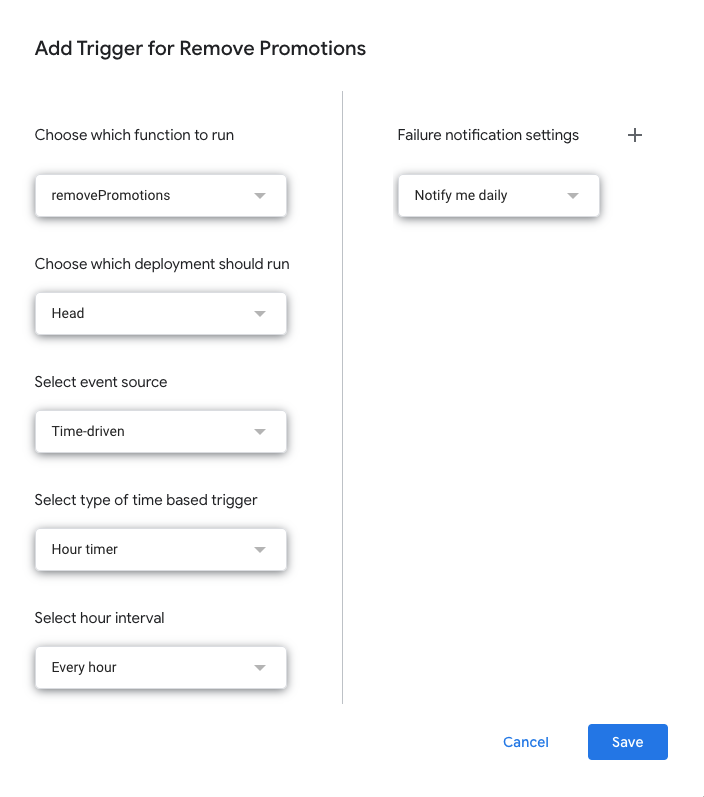 Add Trigger for Remove Promotions
Choose which function to run
removePromotions
Choose which deployment should run
Head
Select event source
Time-driven
Select type of time based trigger
Hour timer
Select hour interval
Every hour
Failure notification settings
Notify me daily
Cancel
Save